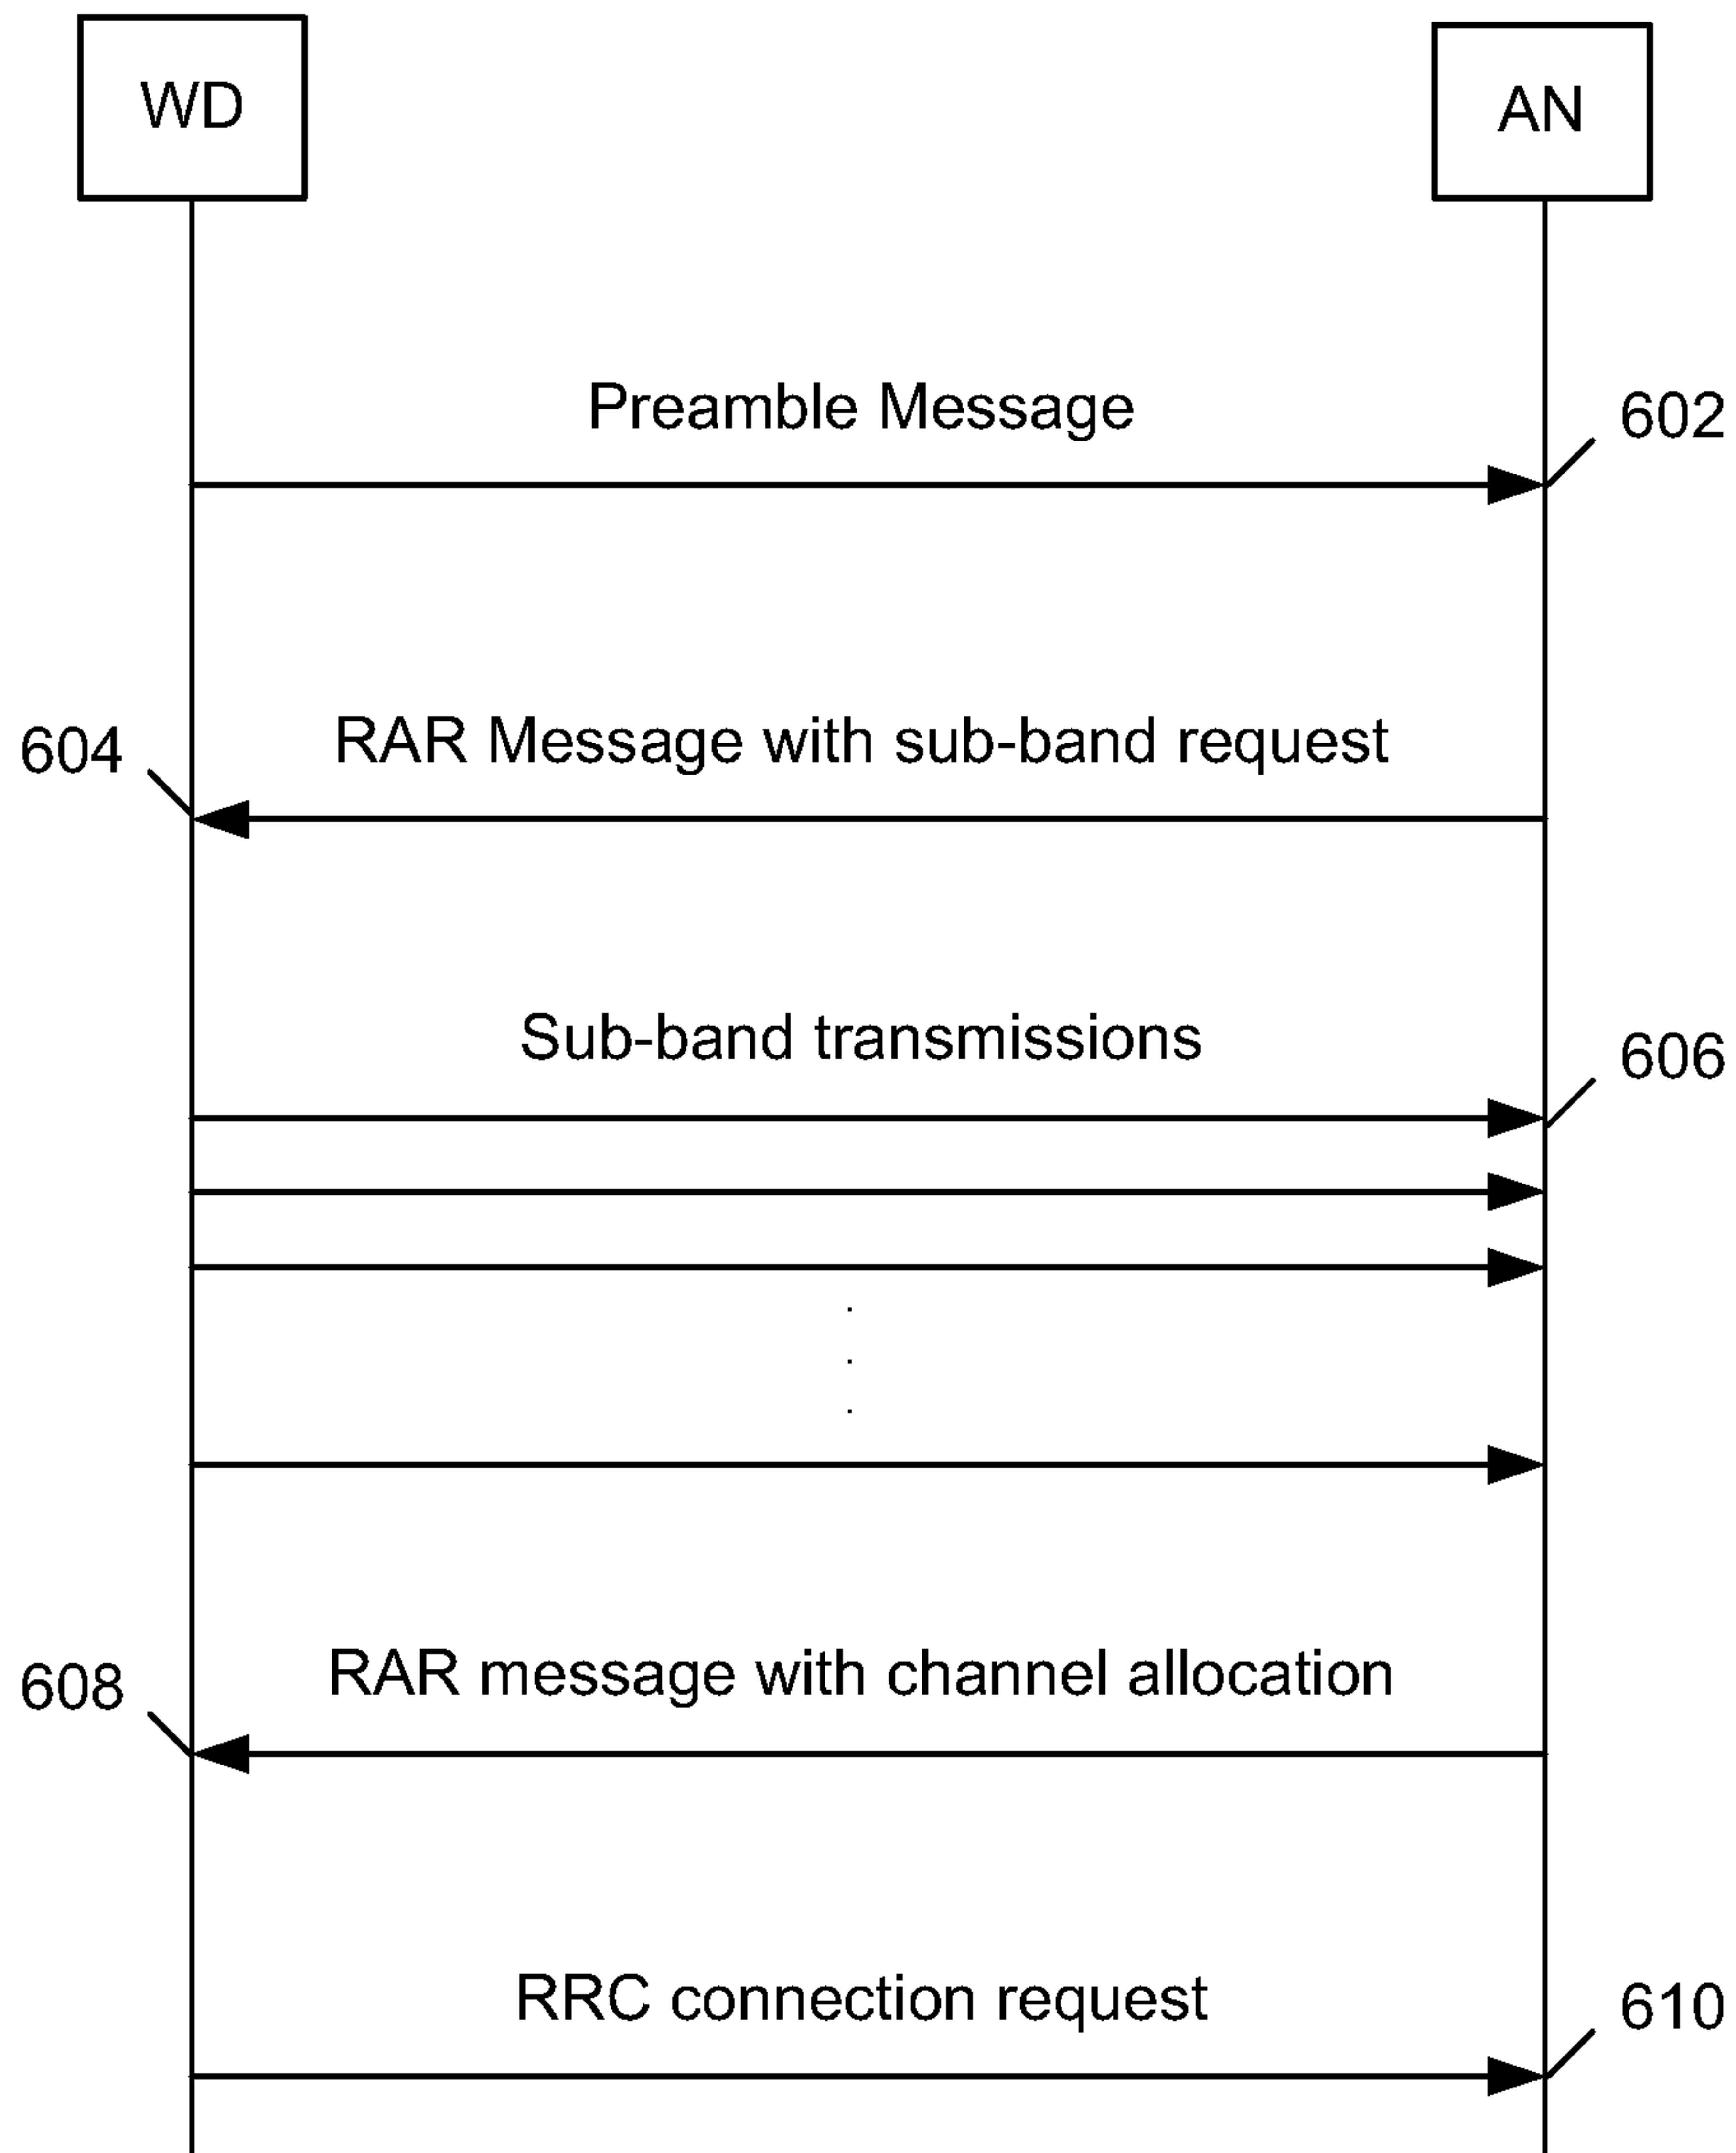 WD
AN
Preamble Message
602
RAR Message with sub-band request
604
Sub-band transmissions
606
.
.
.
RAR message with channel allocation
608
RRC connection request
610